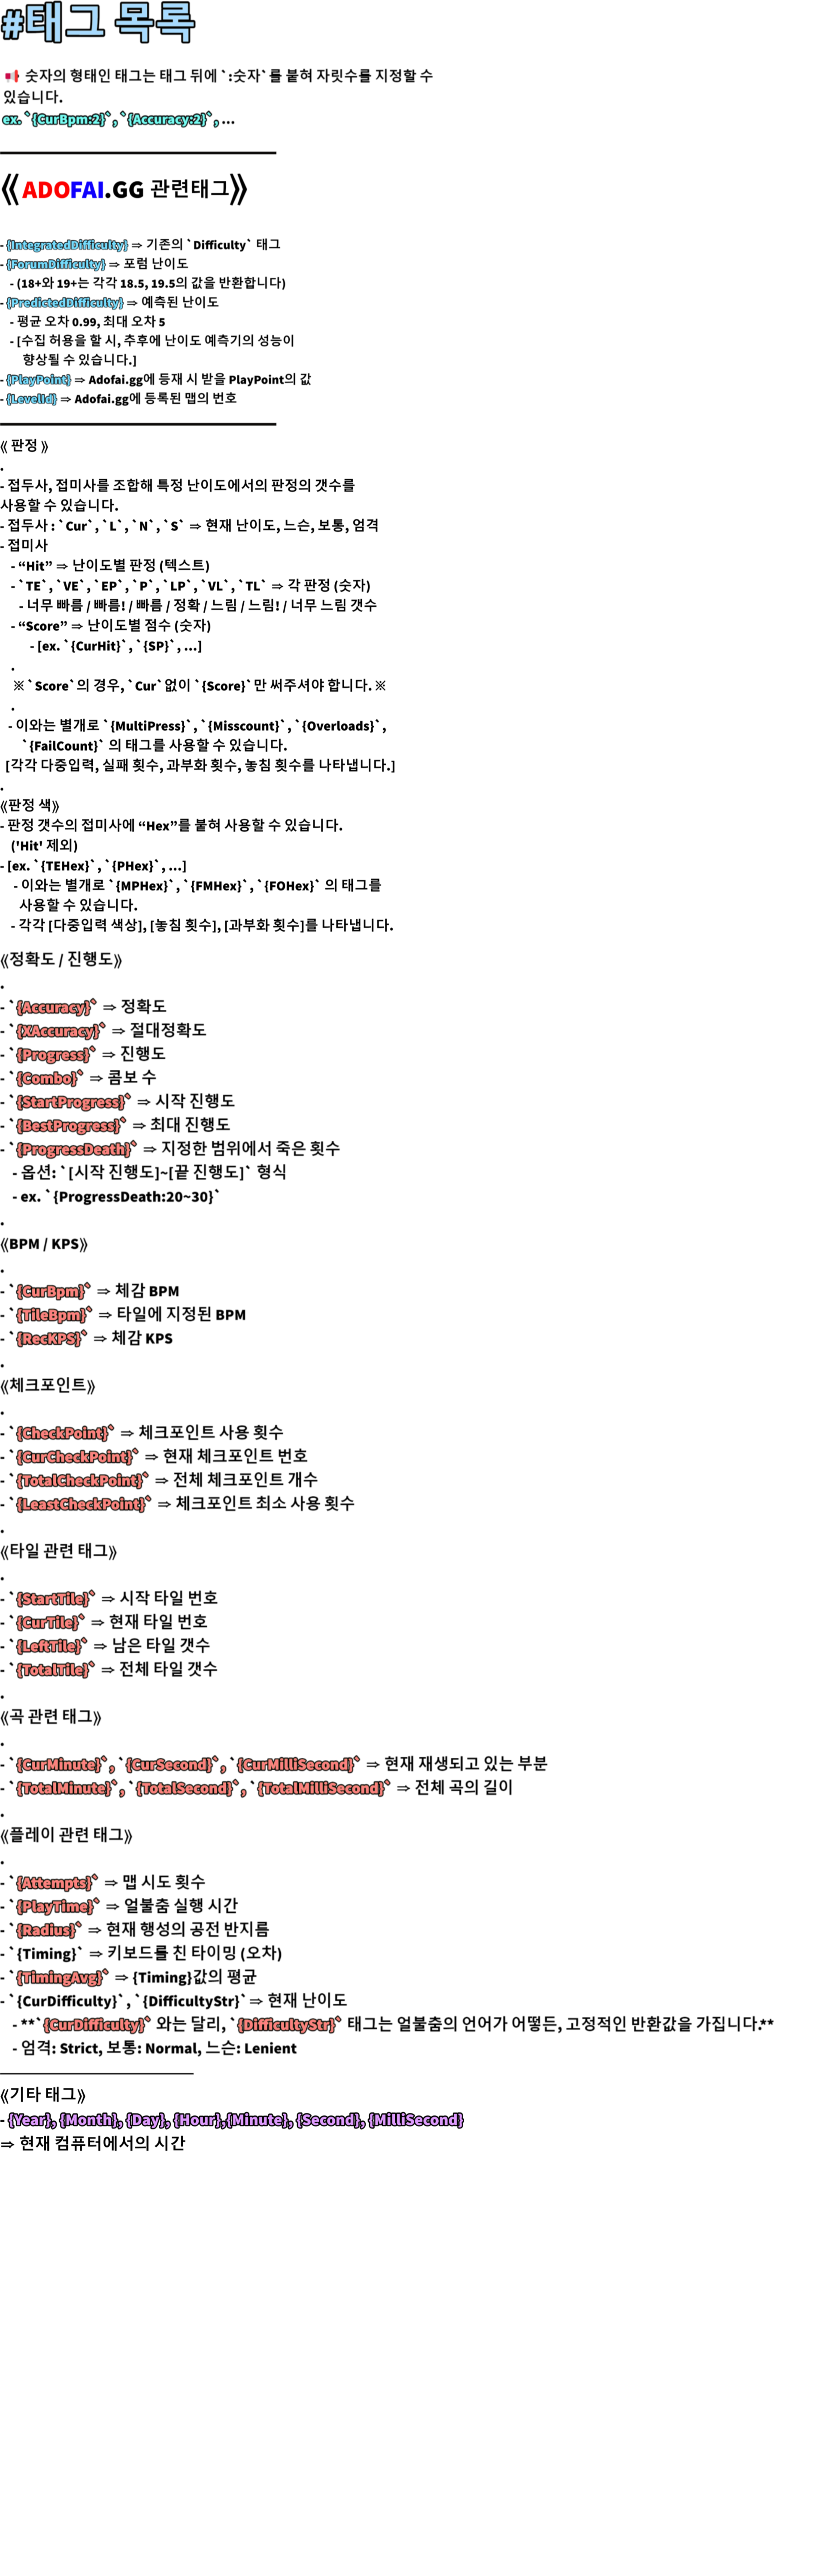 #태그 목록
📢 숫자의 형태인 태그는 태그 뒤에 `:숫자`를 붙혀 자릿수를 지정할 수
있습니다.
ex. `{CurBpm:2}`, `{Accuracy:2}`, ...
《ADOFAI.GG 관련태그》
- {IntegratedDifficulty} ⇒ 기존의 `Difficulty` 태그
- {ForumDifficulty} ⇒ 포럼 난이도
- (18+와 19+는 각각 18.5, 19.5의 값을 반환합니다)
- {PredictedDifficulty} ⇒ 예측된 난이도
- 평균 오차 0.99, 최대 오차 5
- [수집 허용을 할 시, 추후에 난이도 예측기의 성능이
향상될 수 있습니다.]
- {PlayPoint} ⇒ Adofai.gg에 등재 시 받을 PlayPoint의 값
- {LevelId} ⇒ Adofai.gg에 등록된 맵의 번호
《 판정 》
.
- 접두사, 접미사를 조합해 특정 난이도에서의 판정의 갯수를
사용할 수 있습니다.
- 접두사 : `Cur`, `L`, `N`, `S` ⇒ 현재 난이도, 느슨, 보통, 엄격
- 접미사
- “Hit” ⇒ 난이도별 판정 (텍스트)
- `TE`, `VE`, `EP`, `P`, `LP`, `VL`, `TL` ⇒ 각 판정 (숫자)
- 너무 빠름 / 빠름! / 빠름 / 정확 / 느림 / 느림! / 너무 느림 갯수
- “Score” ⇒ 난이도별 점수 (숫자)
- [ex. `{CurHit}`, `{SP}`, ...]
.
※ `Score`의 경우, `Cur`없이 `{Score}`만 써주셔야 합니다. ※
.
- 이와는 별개로 `{MultiPress}`, `{Misscount}`, `{Overloads}`,
`{FailCount}` 의 태그를 사용할 수 있습니다.
[각각 다중입력, 실패 횟수, 과부화 횟수, 놓침 횟수를 나타냅니다.]
.
《판정 색》
- 판정 갯수의 접미사에 “Hex”를 붙혀 사용할 수 있습니다.
('Hit' 제외)
- [ex. `{TEHex}`, `{PHex}`, ...]
- 이와는 별개로 `{MPHex}`, `{FMHex}`, `{FOHex}` 의 태그를
사용할 수 있습니다.
- 각각 [다중입력 색상], [놓침 횟수], [과부화 횟수]를 나타냅니다.
《정확도 / 진행도》
.
- `{Accuracy}` ⇒ 정확도
- `{XAccuracy}` ⇒ 절대정확도
- `{Progress}` ⇒ 진행도
- `{Combo}` ⇒ 콤보 수
- `{StartProgress}` ⇒ 시작 진행도
- `{BestProgress}` ⇒ 최대 진행도
- `{ProgressDeath}` ⇒ 지정한 범위에서 죽은 횟수
- 옵션: `[시작 진행도]~[끝 진행도]` 형식
- ex. `{ProgressDeath:20~30}`
.
《BPM / KPS》
.
- `{CurBpm}` ⇒ 체감 BPM
- `{TileBpm}` ⇒ 타일에 지정된 BPM
- `{RecKPS}` ⇒ 체감 KPS
.
《체크포인트》
.
- `{CheckPoint}` ⇒ 체크포인트 사용 횟수
- `{CurCheckPoint}` ⇒ 현재 체크포인트 번호
- `{TotalCheckPoint}` ⇒ 전체 체크포인트 개수
- `{LeastCheckPoint}` ⇒ 체크포인트 최소 사용 횟수
.
《타일 관련 태그》
.
- `{StartTile}` ⇒ 시작 타일 번호
- `{CurTile}` ⇒ 현재 타일 번호
- `{LeftTile}` ⇒ 남은 타일 갯수
- `{TotalTile}` ⇒ 전체 타일 갯수
.
《곡 관련 태그》
.
- `{CurMinute}`, `{CurSecond}`, `{CurMilliSecond}` ⇒ 현재 재생되고 있는 부분
- `{TotalMinute}`, `{TotalSecond}`, `{TotalMilliSecond}` ⇒ 전체 곡의 길이
.
《플레이 관련 태그》
.
- `{Attempts}` ⇒ 맵 시도 횟수
- `{PlayTime}` ⇒ 얼불춤 실행 시간
- `{Radius}` ⇒ 현재 행성의 공전 반지름
- `{Timing}` ⇒ 키보드를 친 타이밍 (오차)
- `{TimingAvg}` ⇒ {Timing}값의 평균
- `{CurDifficulty}`, `{DifficultyStr}` ⇒ 현재 난이도
- **`{CurDifficulty}` 와는 달리, `{DifficultyStr}` 태그는 얼불춤의 언어가 어떻든, 고정적인 반환값을 가집니다.**
- 엄격: Strict, 보통: Normal, 느슨: Lenient
《기타 태그》
- {Year}, {Month}, {Day}, {Hour},{Minute}, {Second}, {MilliSecond}
⇒ 현재 컴퓨터에서의 시간